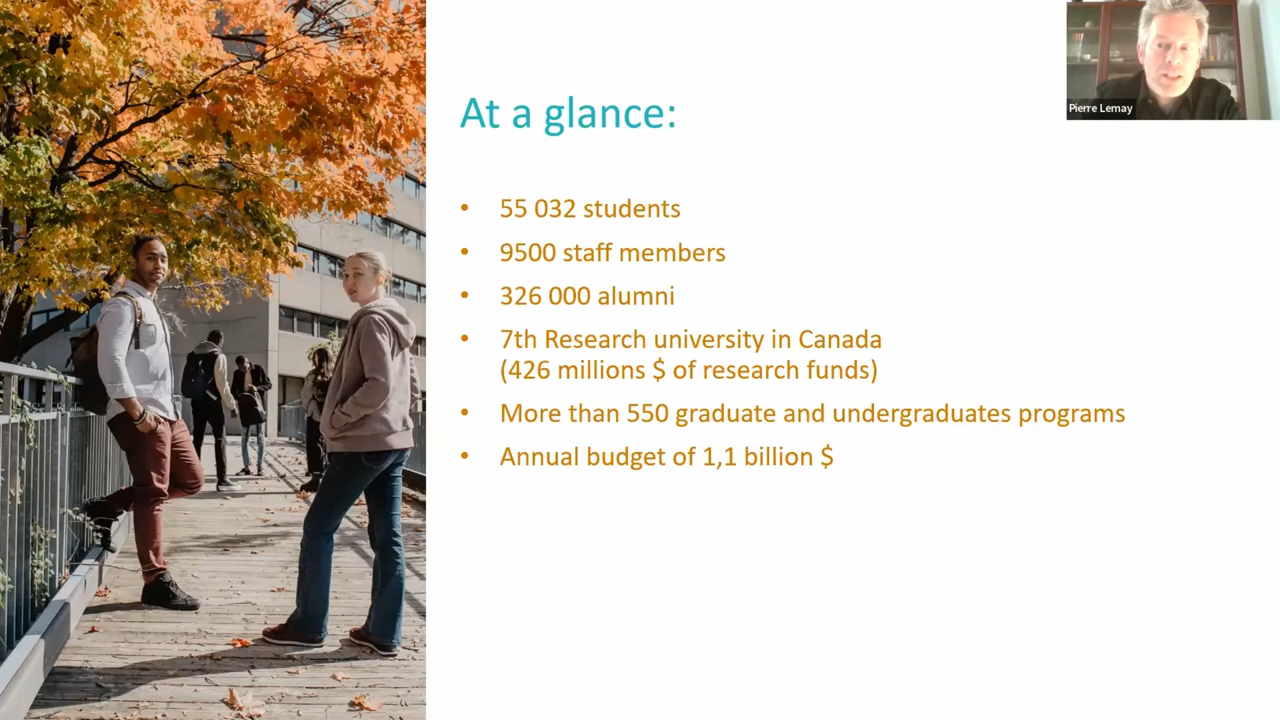 Pierre Lemay
At a glance:
• 55 032 students
• 9500 staff members
• 326 000 alumni
• 7th Research university in Canada
(426 millions $ of research funds)
• More than 550 graduate and undergraduates programs
• Annual budget of 1,1 billion $